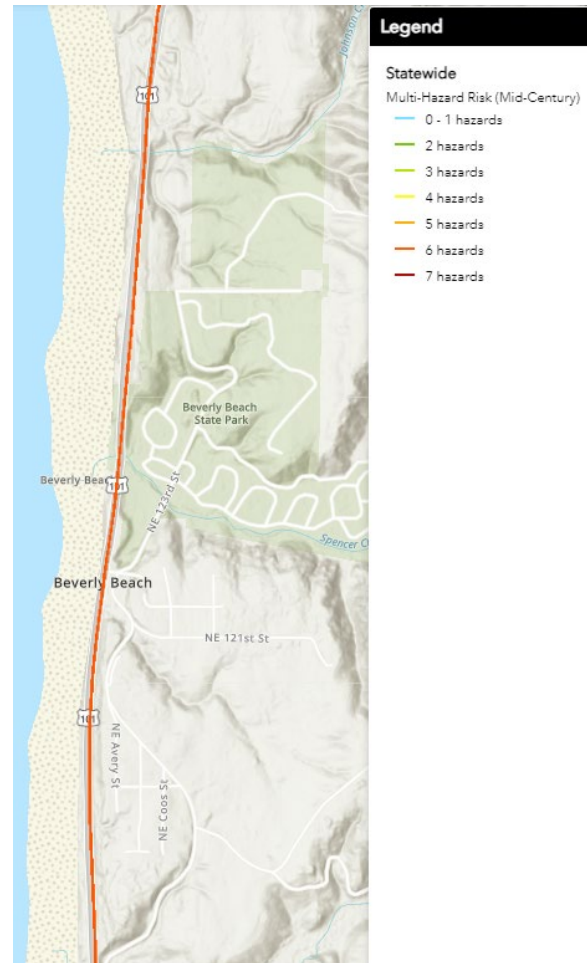 Johnson C
101
Beverly Beach
State Park
Beverly Beac
101
NE 123rd St
Spencer C
Beverly Beach
NE 121st St
101
NE Avery St
NE Coos St
Legend
Statewide
Multi-Hazard Risk (Mid-Century)
0 - 1 hazards
2 hazards
3 hazards
4 hazards
5 hazards
6 hazards
7 hazards